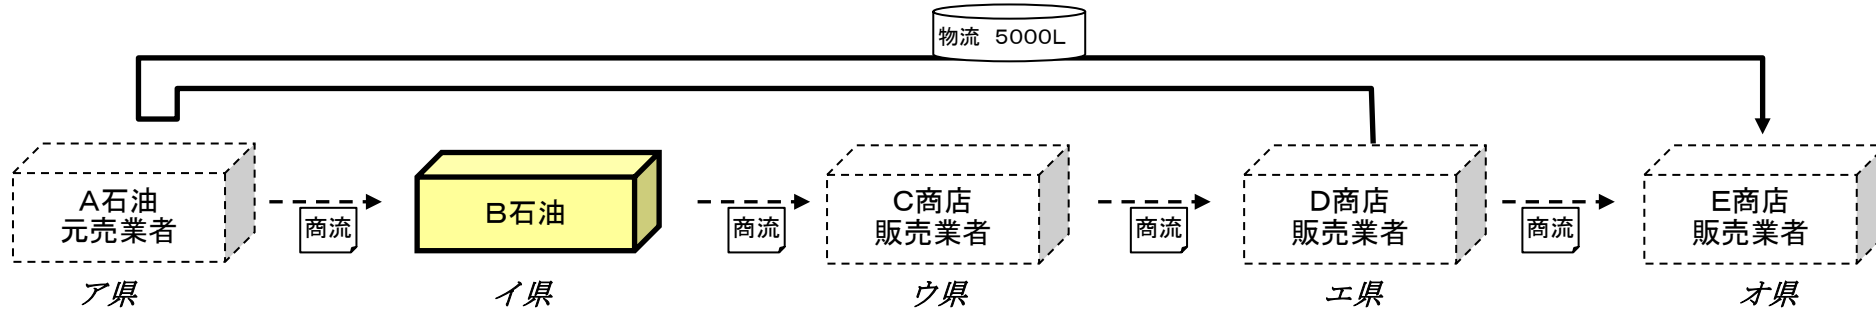 物流 5000L
A石油
元売業者
商流
B石油
商流
C商店
販売業者
商流
D商店
販売業者
商流
E商店
販売業者
ア県
イ県
ウ県
エ県
オ県